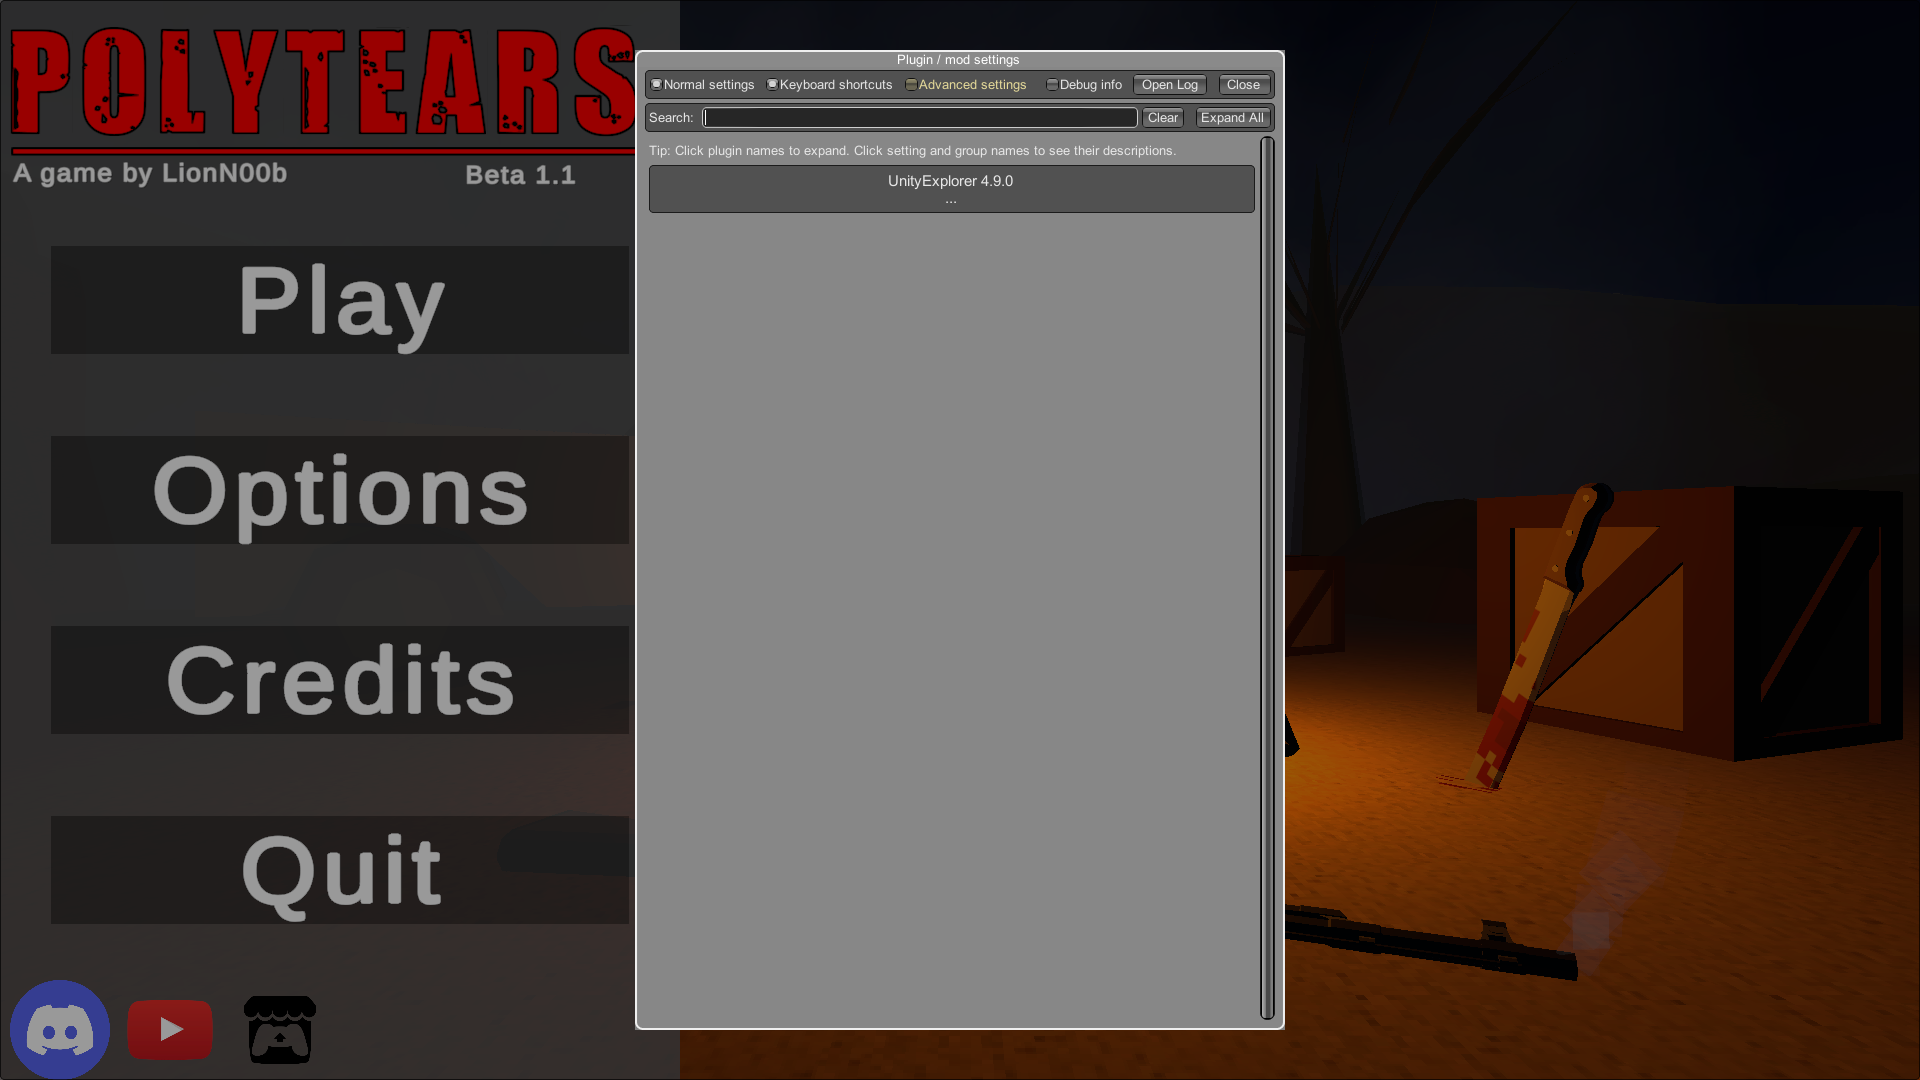 POLYTEARS
A game by LionN00b
Beta 1.1
Play
Options
Credits
Quit
Plugin / mod settings
Normal settings
Keyboard shortcuts
Advanced settings
Debug info
Open Log
Close
Search:
Clear
Expand All
Tip: Click plugin names to expand. Click setting and group names to see their descriptions.
UnityExplorer 4.9.0
...